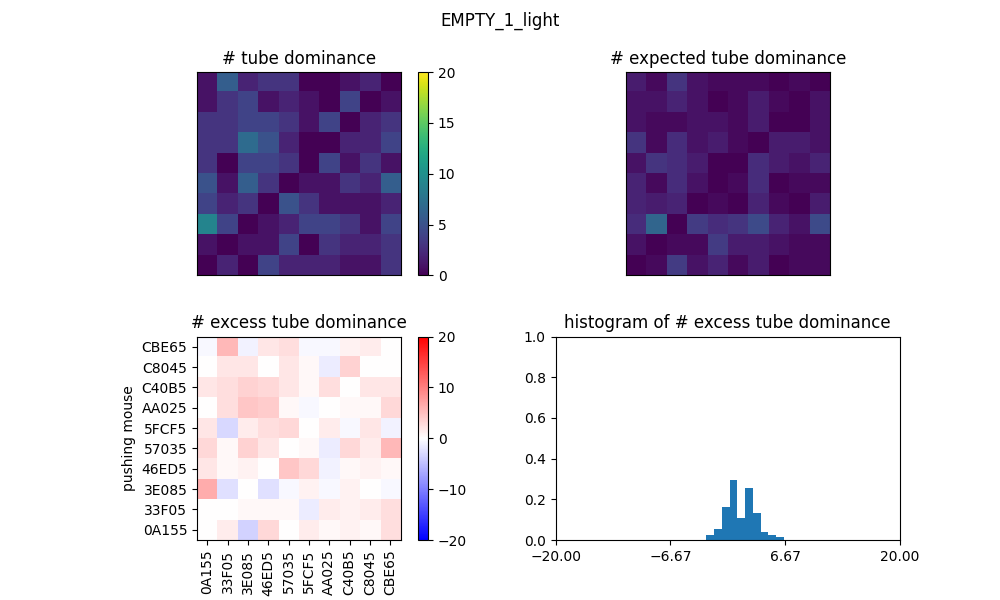 EMPTY_1_light
# tube dominance
# expected tube dominance
20
15
10
5
0
# excess tube dominance
histogram of # excess tube dominance
pushing mouse
CBE65
C8045
C40B5
AA025
5FCF5
57035
46ED5
3E085
33F05
0A155
0A155
33F05
3E085
46ED5
57035
5FCF5
AA025
C40B5
C8045
CBE65
20
10
0
−10
−20
1.0
0.8
0.6
0.4
0.2
0.0
−20.00
−6.67
6.67
20.00